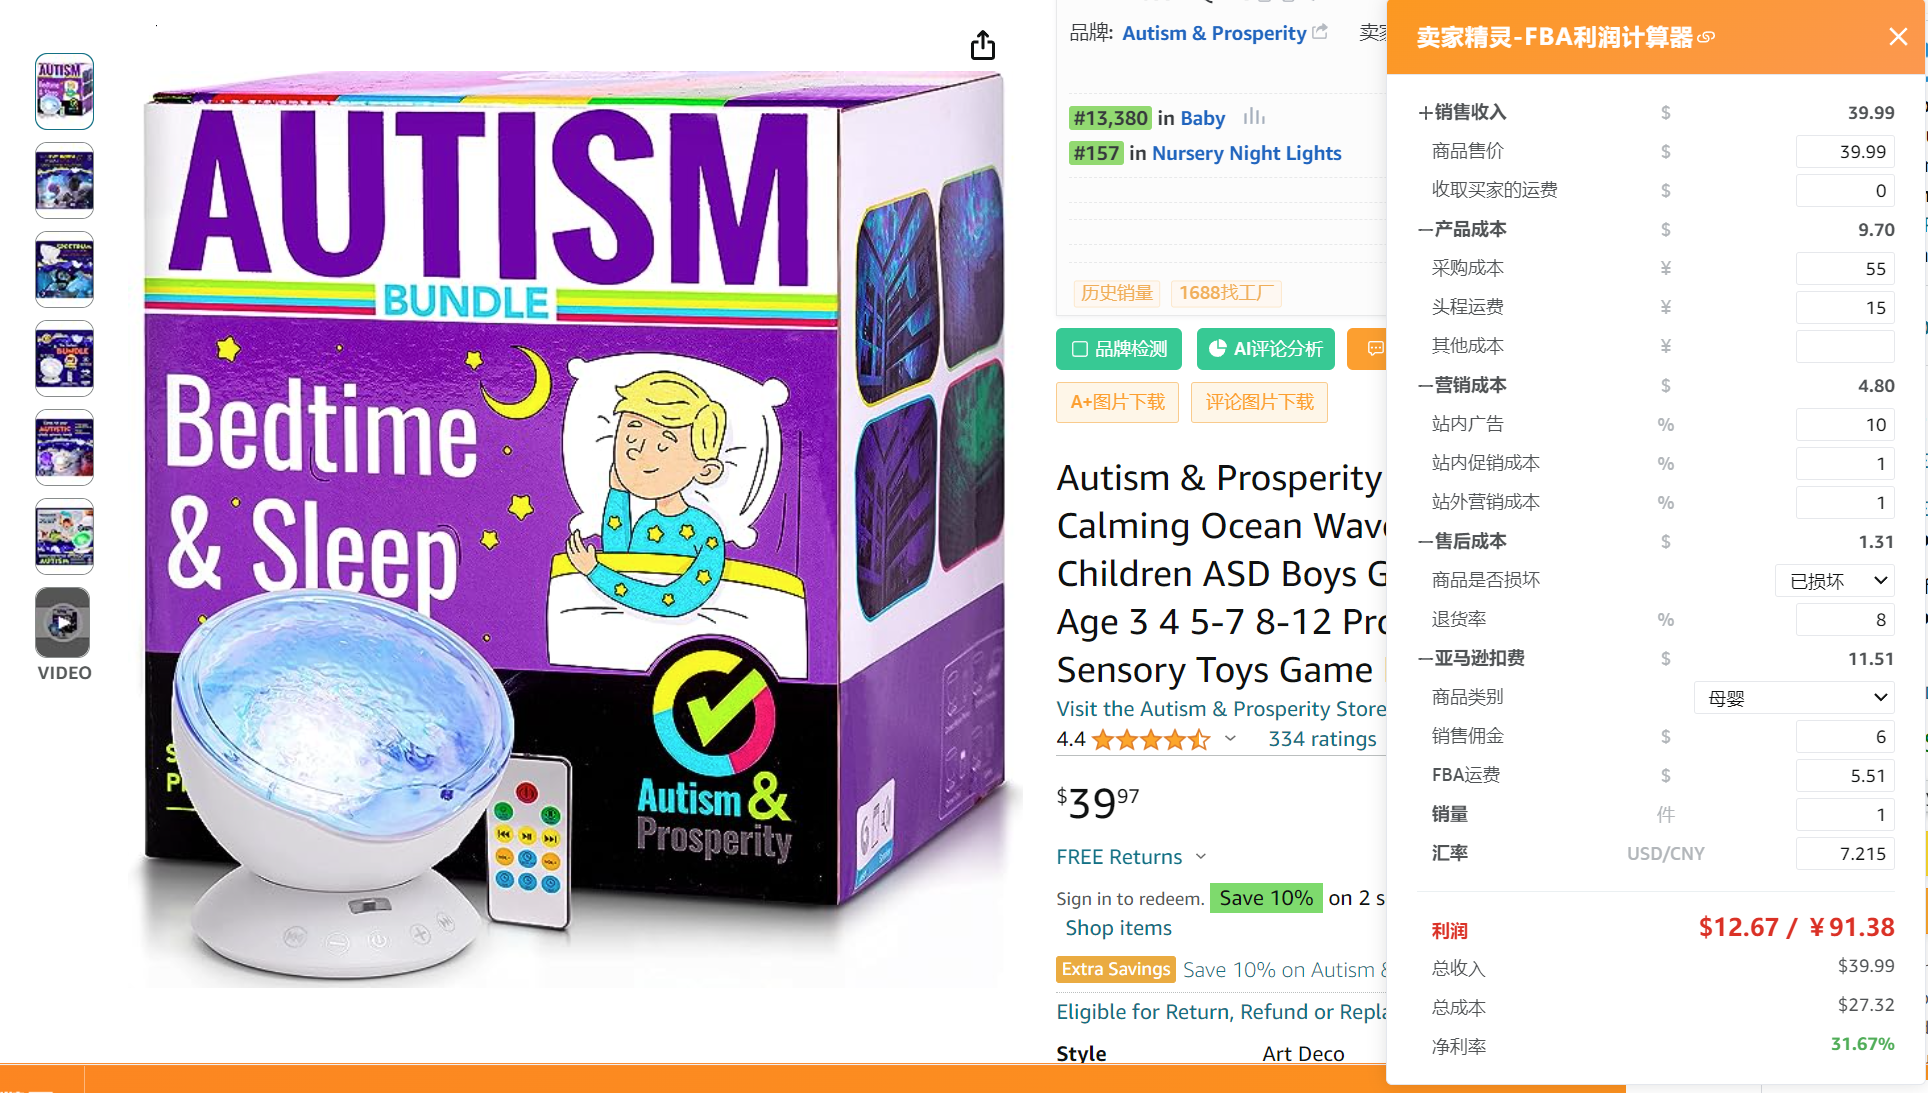 VIDEO
AUTISM
BUNDLE
Bedtime
& Sleep
Autism &
Prosperity
品牌: Autism & Prosperity
#13,380 in Baby
#157 in Nursery Night Lights
历史销量
1688找工厂
品牌检测
AI评论分析
A+图片下载
评论图片下载
Autism & Prosperity
Calming Ocean Wav
Children ASD Boys G
Age 3 4 5-7 8-12 Pro
Sensory Toys Game
Visit the Autism & Prosperity Store
4.4
334 ratings
$39 97
FREE Returns
Sign in to redeem. Save 10% on 2 s
Shop items
Extra Savings Save 10% on Autism &
Eligible for Return, Refund or Repla
Style Art Deco
卖家精灵-FBA利润计算器
+销售收入 $ 39.99
商品售价 $ 39.99
收取买家的运费 $ 0
—产品成本 $ 9.70
采购成本 ¥ 55
头程运费 ¥ 15
其他成本 ¥
—营销成本 $ 4.80
站内广告 % 10
站内促销成本 % 1
站外营销成本 % 1
—售后成本 $ 1.31
商品是否损坏 已损坏
退货率 % 8
—亚马逊扣费 $ 11.51
商品类别 母婴
销售佣金 $ 6
FBA运费 $ 5.51
销量 件 1
汇率 USD/CNY 7.215
利润 $12.67 / ¥91.38
总收入 $39.99
总成本 $27.32
净利率 31.67%